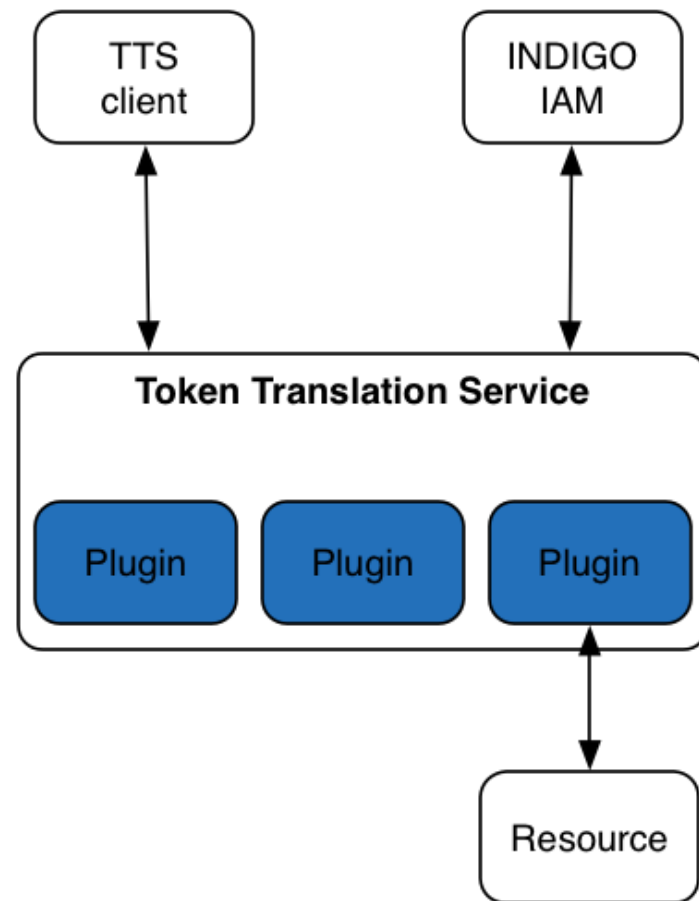 TTS
client
INDIGO
IAM
Token Translation Service
Plugin
Plugin
Plugin
Resource